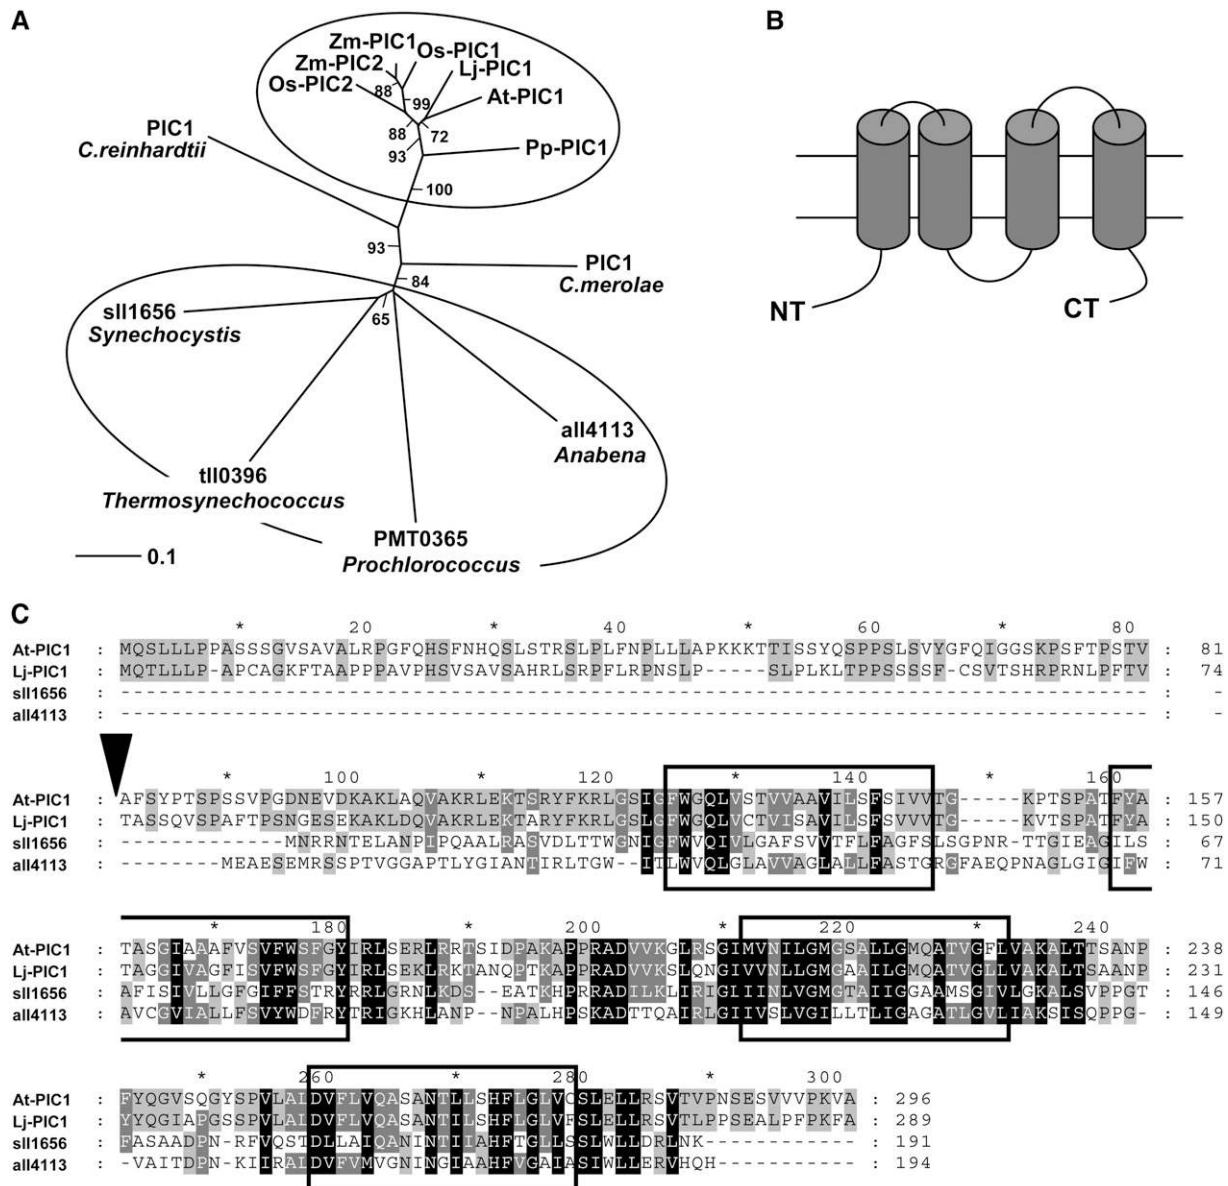 A
B
Zm-PIC1
Os-PIC1
Zm-PIC2
Lj-PIC1
Os-PIC2
At-PIC1
88
99
88
72
93
Pp-PIC1
PIC1
C.reinhardtii
100
93
PIC1
C.merolae
84
65
sll1656
Synechocystis
all4113
Anabena
tll0396
Thermosynechococcus
PMT0365
Prochlorococcus
0.1
NT
CT
C
* 20 * 40 * 60 * 80
At-PIC1 : MQSLLLPPASSSGVSAVALRPGFQHSFNHQSLSTRSLPLFNPLLLAPKKKTTISSYQSPPSLSVYGFQIGGSKPSFTPSTV : 81
Lj-PIC1 : MQTLLLP-APCAGKFTAAPPPAVPHSVSAVSAHRLSRPFLRPNSLP-----SLPLKLTPPSSSSF-CSVTSHRPRNLPFTV : 74
sll1656 : --------------------------------------------------------------------------------- : -
all4113 : --------------------------------------------------------------------------------- : -
* 100 * 120 * 140 * 160
At-PIC1 : AFSYPTSPSSVPGDNEVDKAKLAQVAKRLEKTSRYFKRLGSIGFWGQLVSTVVAAVILSFSIVVTG-----KPTSPATFYA : 157
Lj-PIC1 : TASSQVSPAFTPSNGESEKAKLDQVAKRLEKTARYFKRLGSLGFWGQLVCTVISAVILSFSVVVTG-----KVTSPATFYA : 150
sll1656 : -------------MNRRNTELANPIPQAALRASVDLTTWGNIGFWVQIVLGAFSVVTFLFAGFSLSGPNR-TTGIEAGILS : 67
all4113 : --------MEAESEMRSSPTVGGAPTLYGIANTIRLTGW--ITLWVQLGLAVVAGLALLFASTGRGFAEQPNAGLGIGIFW : 71
* 180 * 200 * 220 * 240
At-PIC1 : TASGIAAAFVSVFWSFGYIRLSERLRRTSIDPAKAPPRADVVKGLRSGIMVNILGMGSALLGMQATVGFLVAKALTTSANP : 238
Lj-PIC1 : TAGGIVAGFISVFWSFGYIRLSEKLRKTANQPTKAPPRADVVKSLQNGIVVNLLGMGAAILGMQATVGLLVAKALTSAANP : 231
sll1656 : AFISIVLLGFGIFFSTRYRRLGRNLKDS--EATKHPRRADILKLIRIGLIINLVGMGTAIIGGAAMSGIVLGKALSVPPGT : 146
all4113 : AVCGVIALLFSVYWDFRYTRIGKHLANP--NPALHPSKADTTQAIRLGIIVSLVGILLTLIGAGATLGVLIAKSISQPPG- : 149
* 260 * 280 * 300
At-PIC1 : FYQGVSQGYSPVLALDVFLVQASANTLLSHFLGLVCSLELLRSVTVPNSESVVVPKVA : 296
Lj-PIC1 : YYQGIAPGSSPVLALDVFLVQASANTILSHFLGLVFSLELLRSVTLPPSEALPFPKFA : 289
sll1656 : FASAADPN-RFVQSTDLLAIQANINTIIAHFTGLLSSLWLLDRLNK------------ : 191
all4113 : -VAITDPN-KIIRALDVFVMVGNINGIAAHFVGAIASIWLLERVHQH----------- : 194